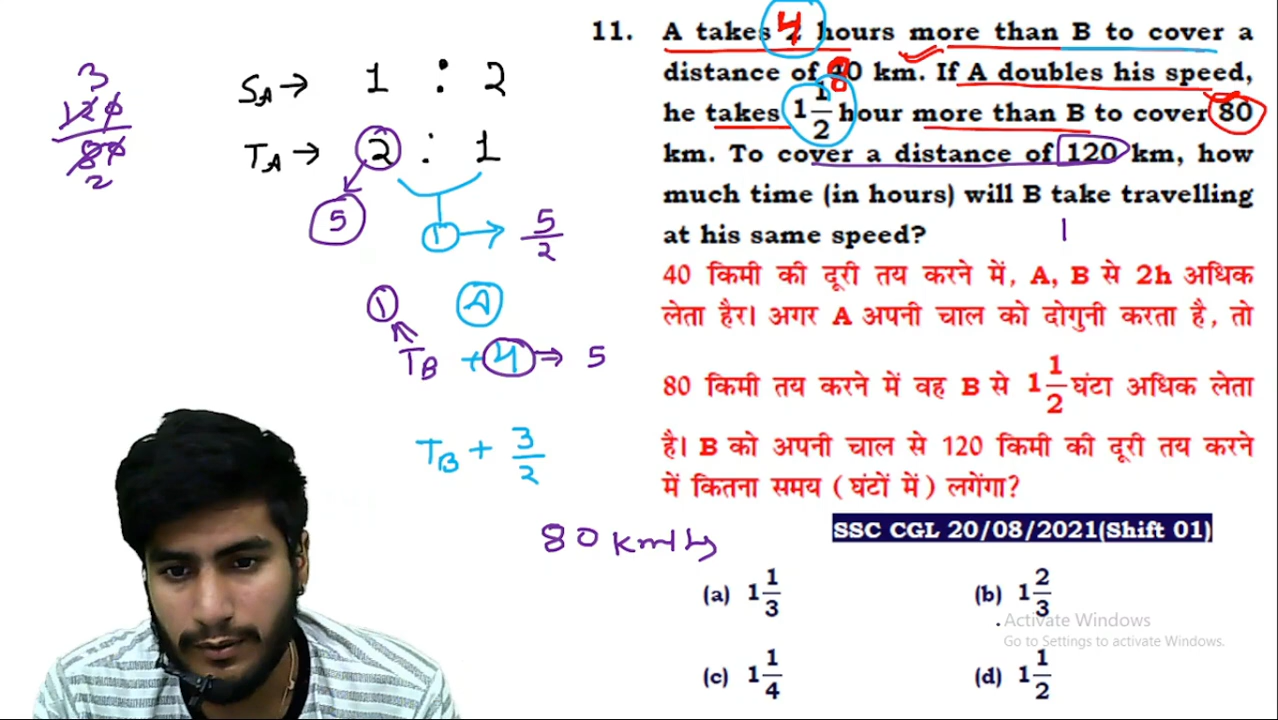 11. A takes 4 hours more than B to cover a
distance of 80 km. If A doubles his speed,
he takes 1 1/2 hour more than B to cover 80
km. To cover a distance of 120 km, how
much time (in hours) will B take travelling
at his same speed?
1
40 किमी की दूरी तय करने में, A, B से 2h अधिक
लेता हैर। अगर A अपनी चाल को दोगुनी करता है, तो
80 किमी तय करने में वह B से 1 1/2 घंटा अधिक लेता
है। B को अपनी चाल से 120 किमी की दूरी तय करने
में कितना समय (घंटों में) लगेंगा?
SSC CGL 20/08/2021(Shift 01)
(a) 1 1/3
(b) 1 2/3
(c) 1 1/4
(d) 1 1/2
Activate Windows
Go to Settings to activate Windows.
3
120
80
2
SA→ 1 : 2
TA→ 2 : 1
5
1 → 5/2
1 A
TB + 4 ⇒ 5
TB + 3/2
80 km/h